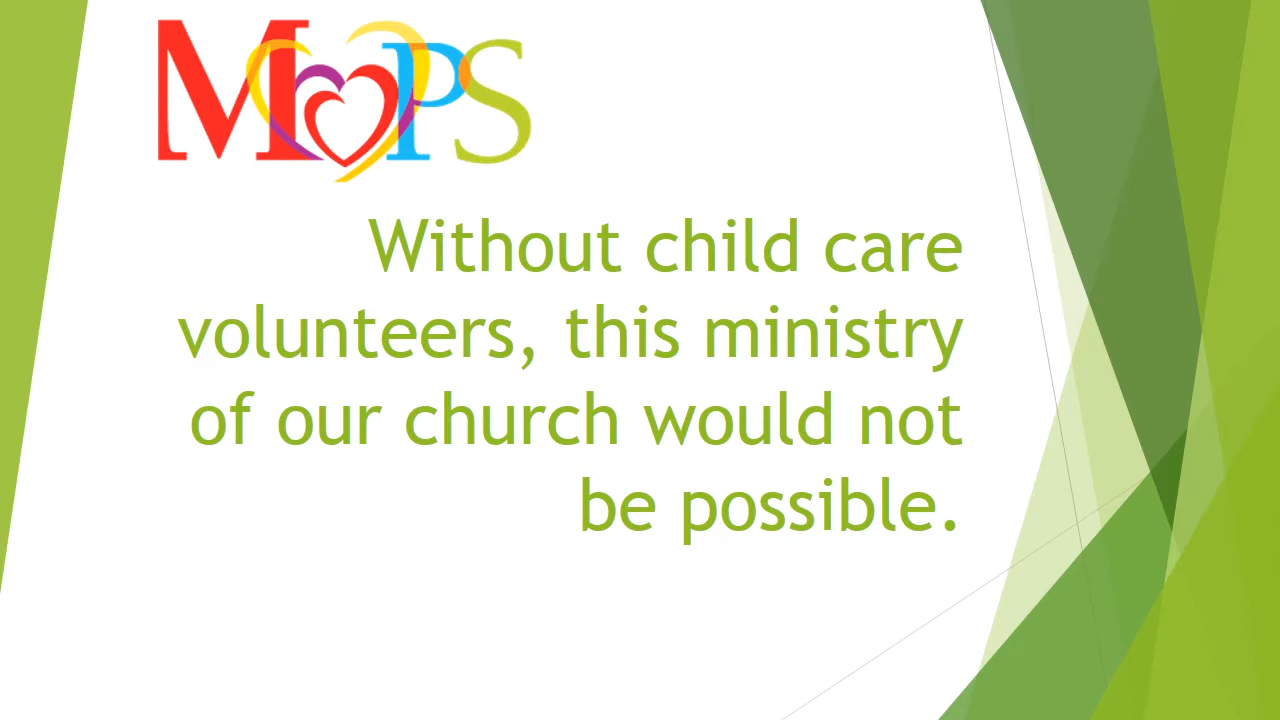 MOPS
Without child care
volunteers, this ministry
of our church would not
be possible.